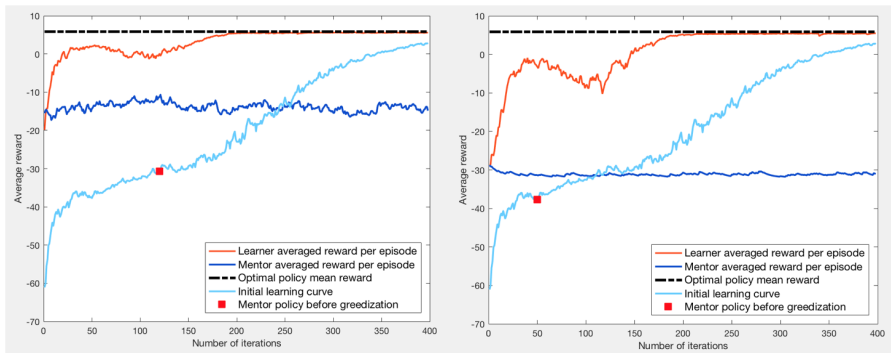 10
0
-10
-20
-30
-40
-50
-60
-70
Average reward
0
50
100
150
200
250
300
350
400
Number of iterations
Learner averaged reward per episode
Mentor averaged reward per episode
Optimal policy mean reward
Initial learning curve
Mentor policy before greedization
10
0
-10
-20
-30
-40
-50
-60
-70
Average reward
0
50
100
150
200
250
300
350
400
Number of iterations
Learner averaged reward per episode
Mentor averaged reward per episode
Optimal policy mean reward
Initial learning curve
Mentor policy before greedization